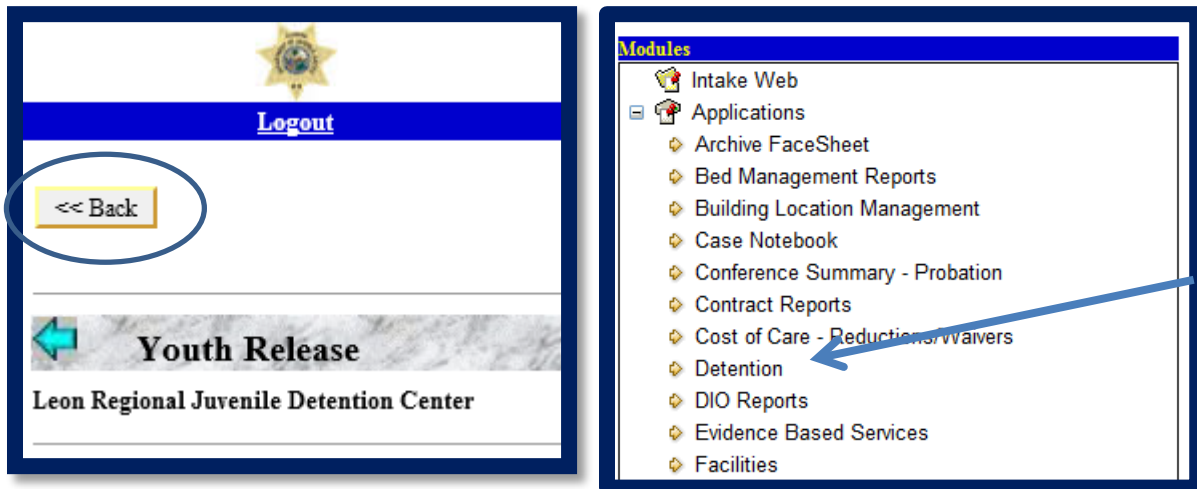 Logout
<< Back
Youth Release
Leon Regional Juvenile Detention Center
Modules
Intake Web
Applications
Archive FaceSheet
Bed Management Reports
Building Location Management
Case Notebook
Conference Summary - Probation
Contract Reports
Cost of Care - Reductions/Waivers
Detention
DIO Reports
Evidence Based Services
Facilities